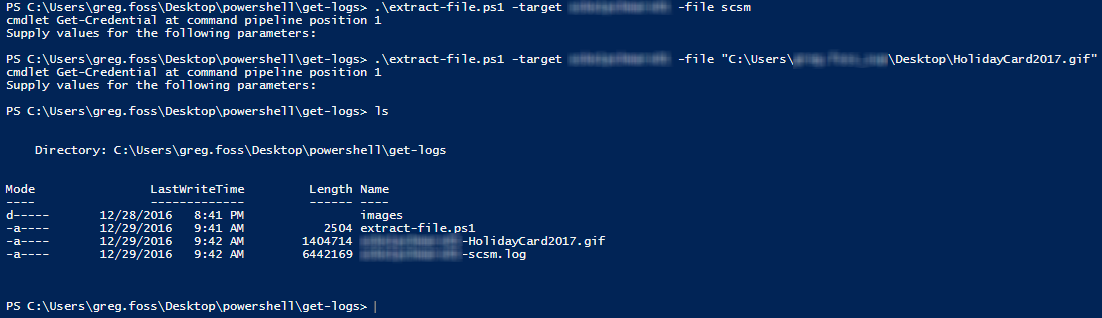 PS C:\Users\greg.foss\Desktop\powershell\get-logs> .\extract-file.ps1 -target -file scsm
cmdlet Get-Credential at command pipeline position 1
Supply values for the following parameters:
PS C:\Users\greg.foss\Desktop\powershell\get-logs> .\extract-file.ps1 -target -file "C:\Users\ \Desktop\HolidayCard2017.gif"
cmdlet Get-Credential at command pipeline position 1
Supply values for the following parameters:
PS C:\Users\greg.foss\Desktop\powershell\get-logs> ls
Directory: C:\Users\greg.foss\Desktop\powershell\get-logs
Mode LastWriteTime Length Name
---- ------------- ------ ----
d----- 12/28/2016 8:41 PM images
-a---- 12/29/2016 9:41 AM 2504 extract-file.ps1
-a---- 12/29/2016 9:42 AM 1404714 -HolidayCard2017.gif
-a---- 12/29/2016 9:42 AM 6442169 -scsm.log
PS C:\Users\greg.foss\Desktop\powershell\get-logs>